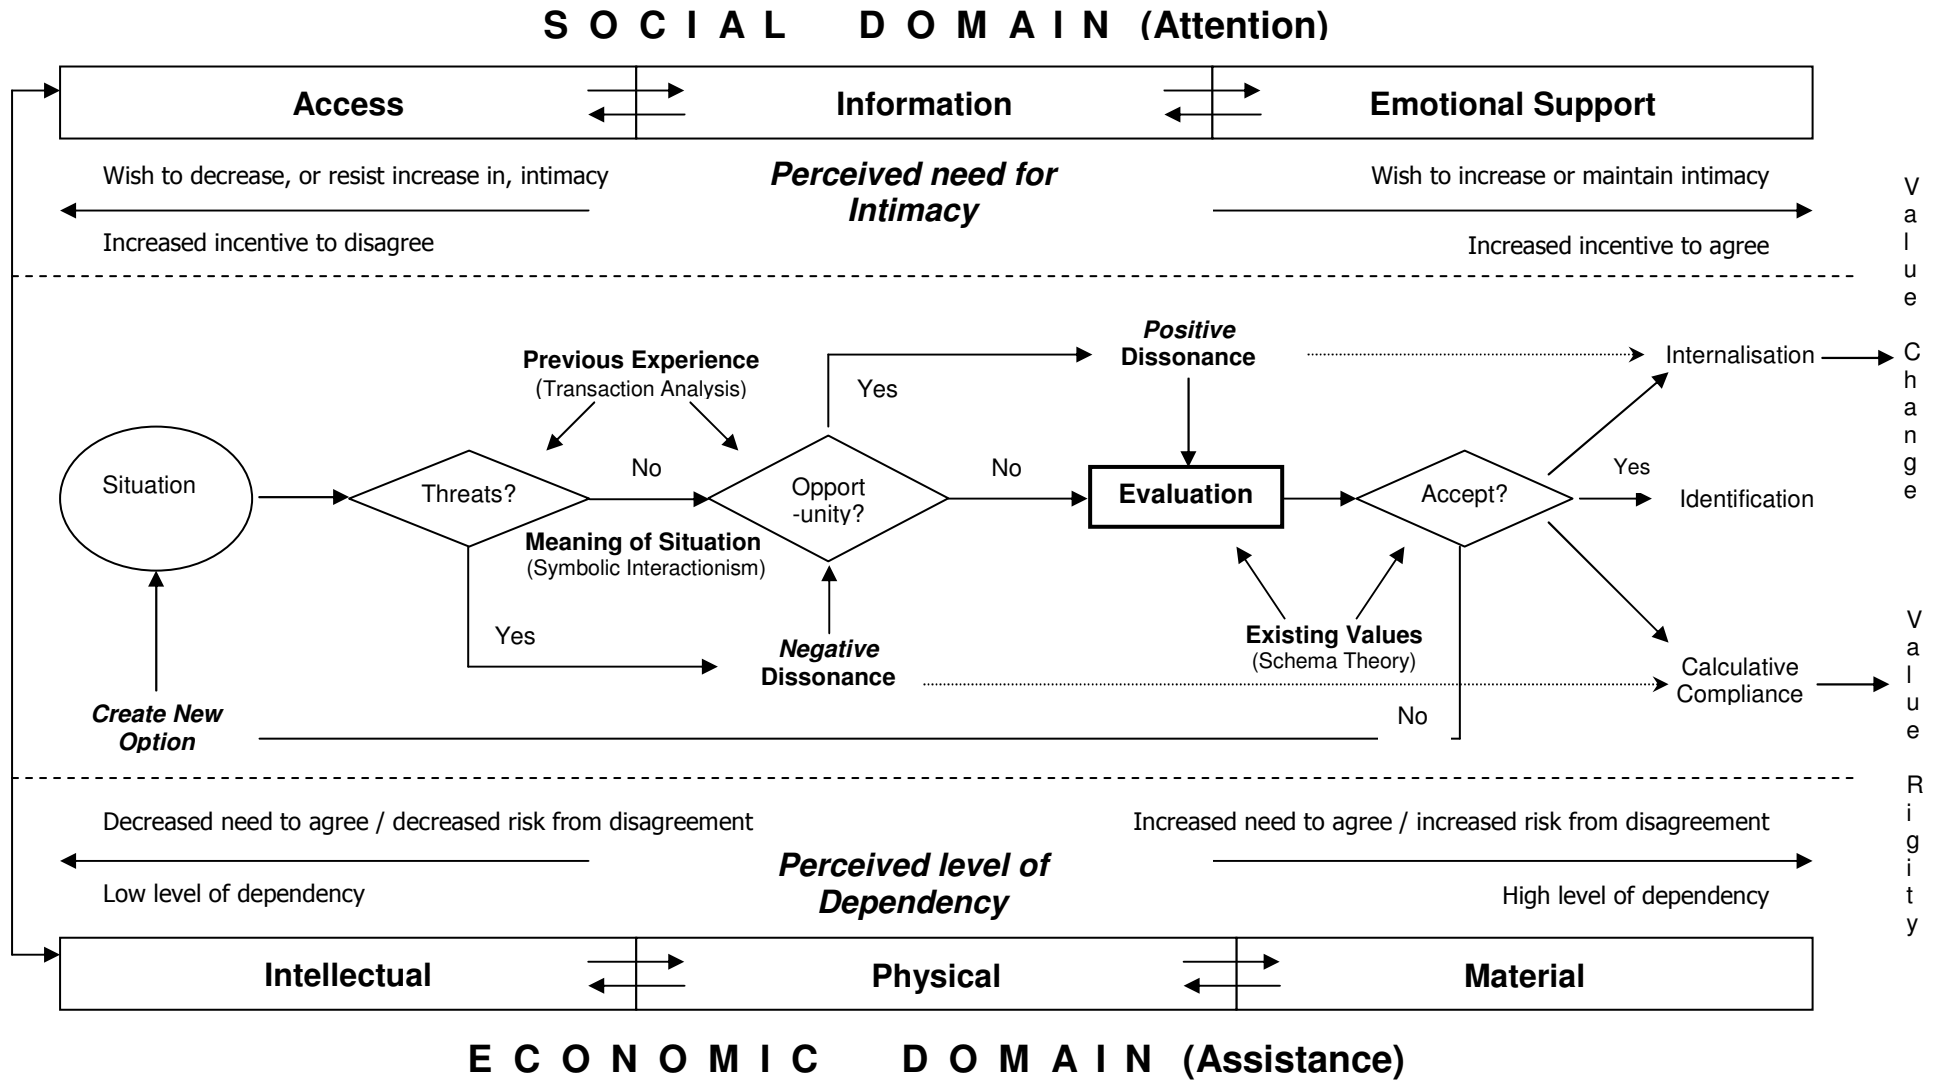 SOCIAL DOMAIN (Attention)
Access
Information
Emotional Support
Wish to decrease, or resist increase in, intimacy
Perceived need for
Intimacy
Wish to increase or maintain intimacy
Increased incentive to disagree
Increased incentive to agree
Value Change
Positive
Dissonance
Previous Experience
(Transaction Analysis)
Yes
Internalisation
Situation
Threats?
No
Opport
-unity?
No
Evaluation
Accept?
Yes
Identification
Meaning of Situation
(Symbolic Interactionism)
Yes
Negative
Dissonance
Existing Values
(Schema Theory)
Calculative
Compliance
Value Rigity
Create New
Option
No
Decreased need to agree / decreased risk from disagreement
Increased need to agree / increased risk from disagreement
Perceived level of
Dependency
Low level of dependency
High level of dependency
Intellectual
Physical
Material
ECONOMIC DOMAIN (Assistance)